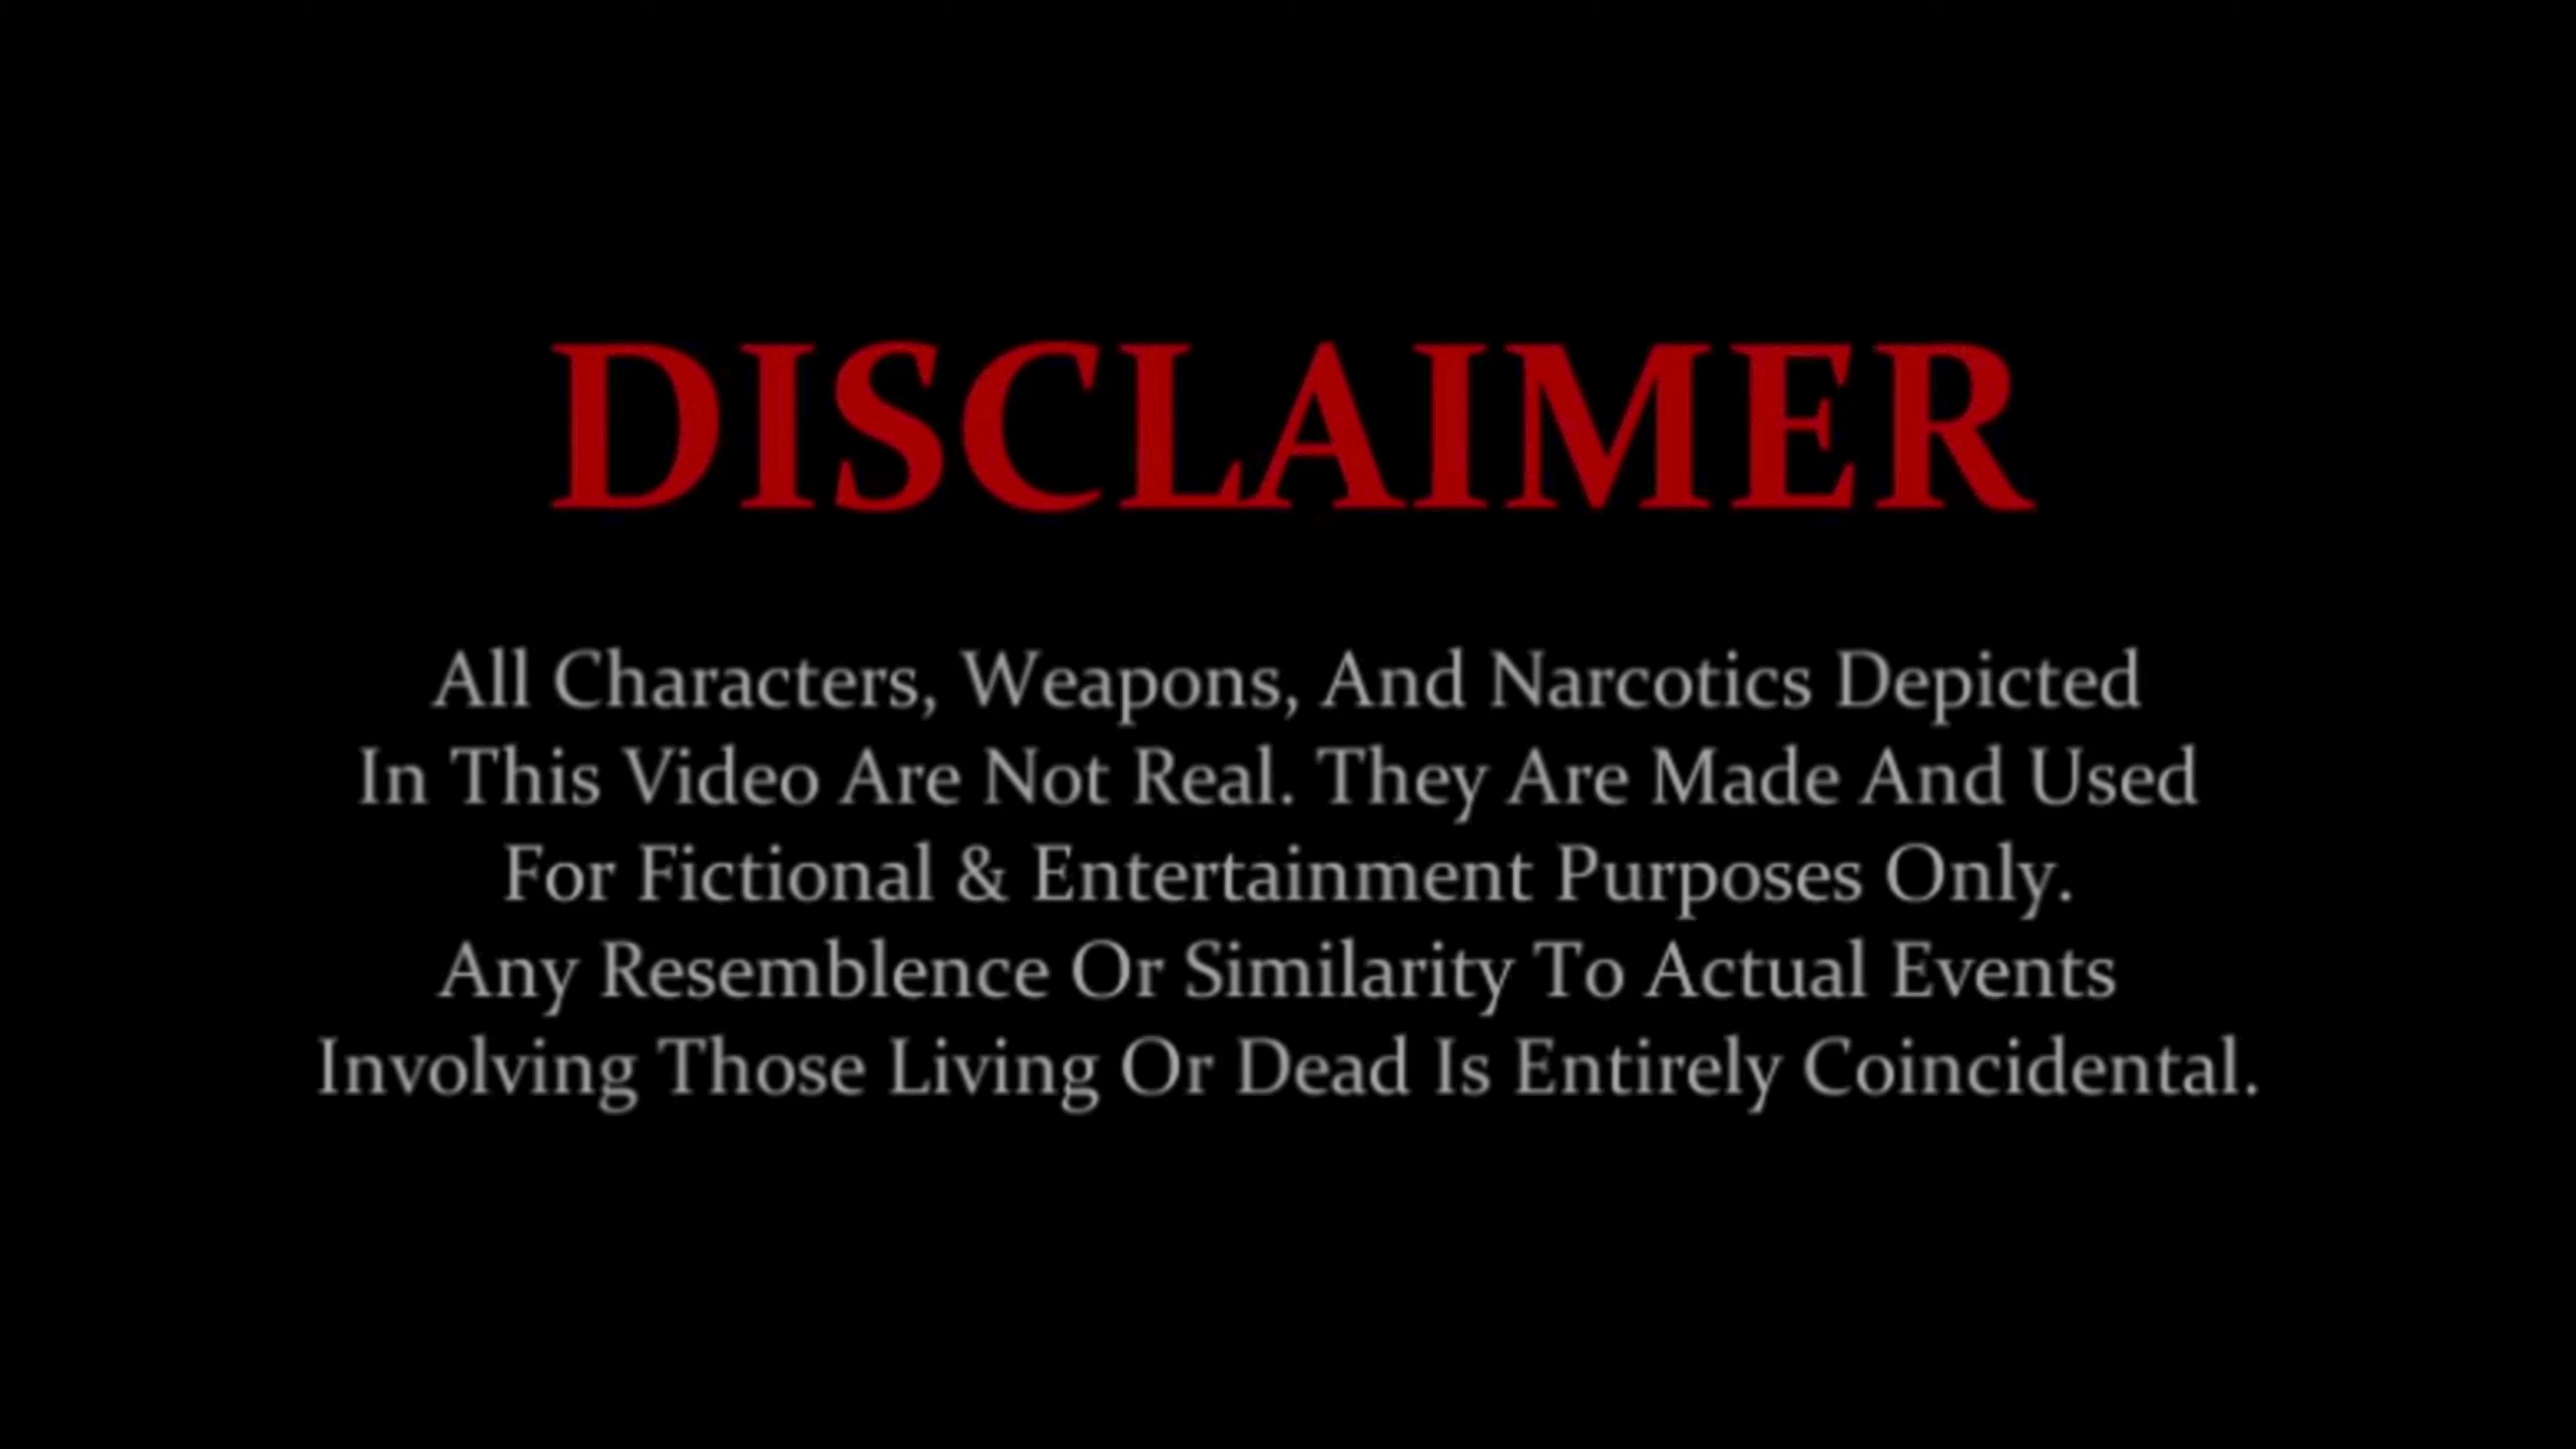 DISCLAIMER
All Characters, Weapons, And Narcotics Depicted
In This Video Are Not Real. They Are Made And Used
For Fictional & Entertainment Purposes Only.
Any Resemblence Or Similarity To Actual Events
Involving Those Living Or Dead Is Entirely Coincidental.